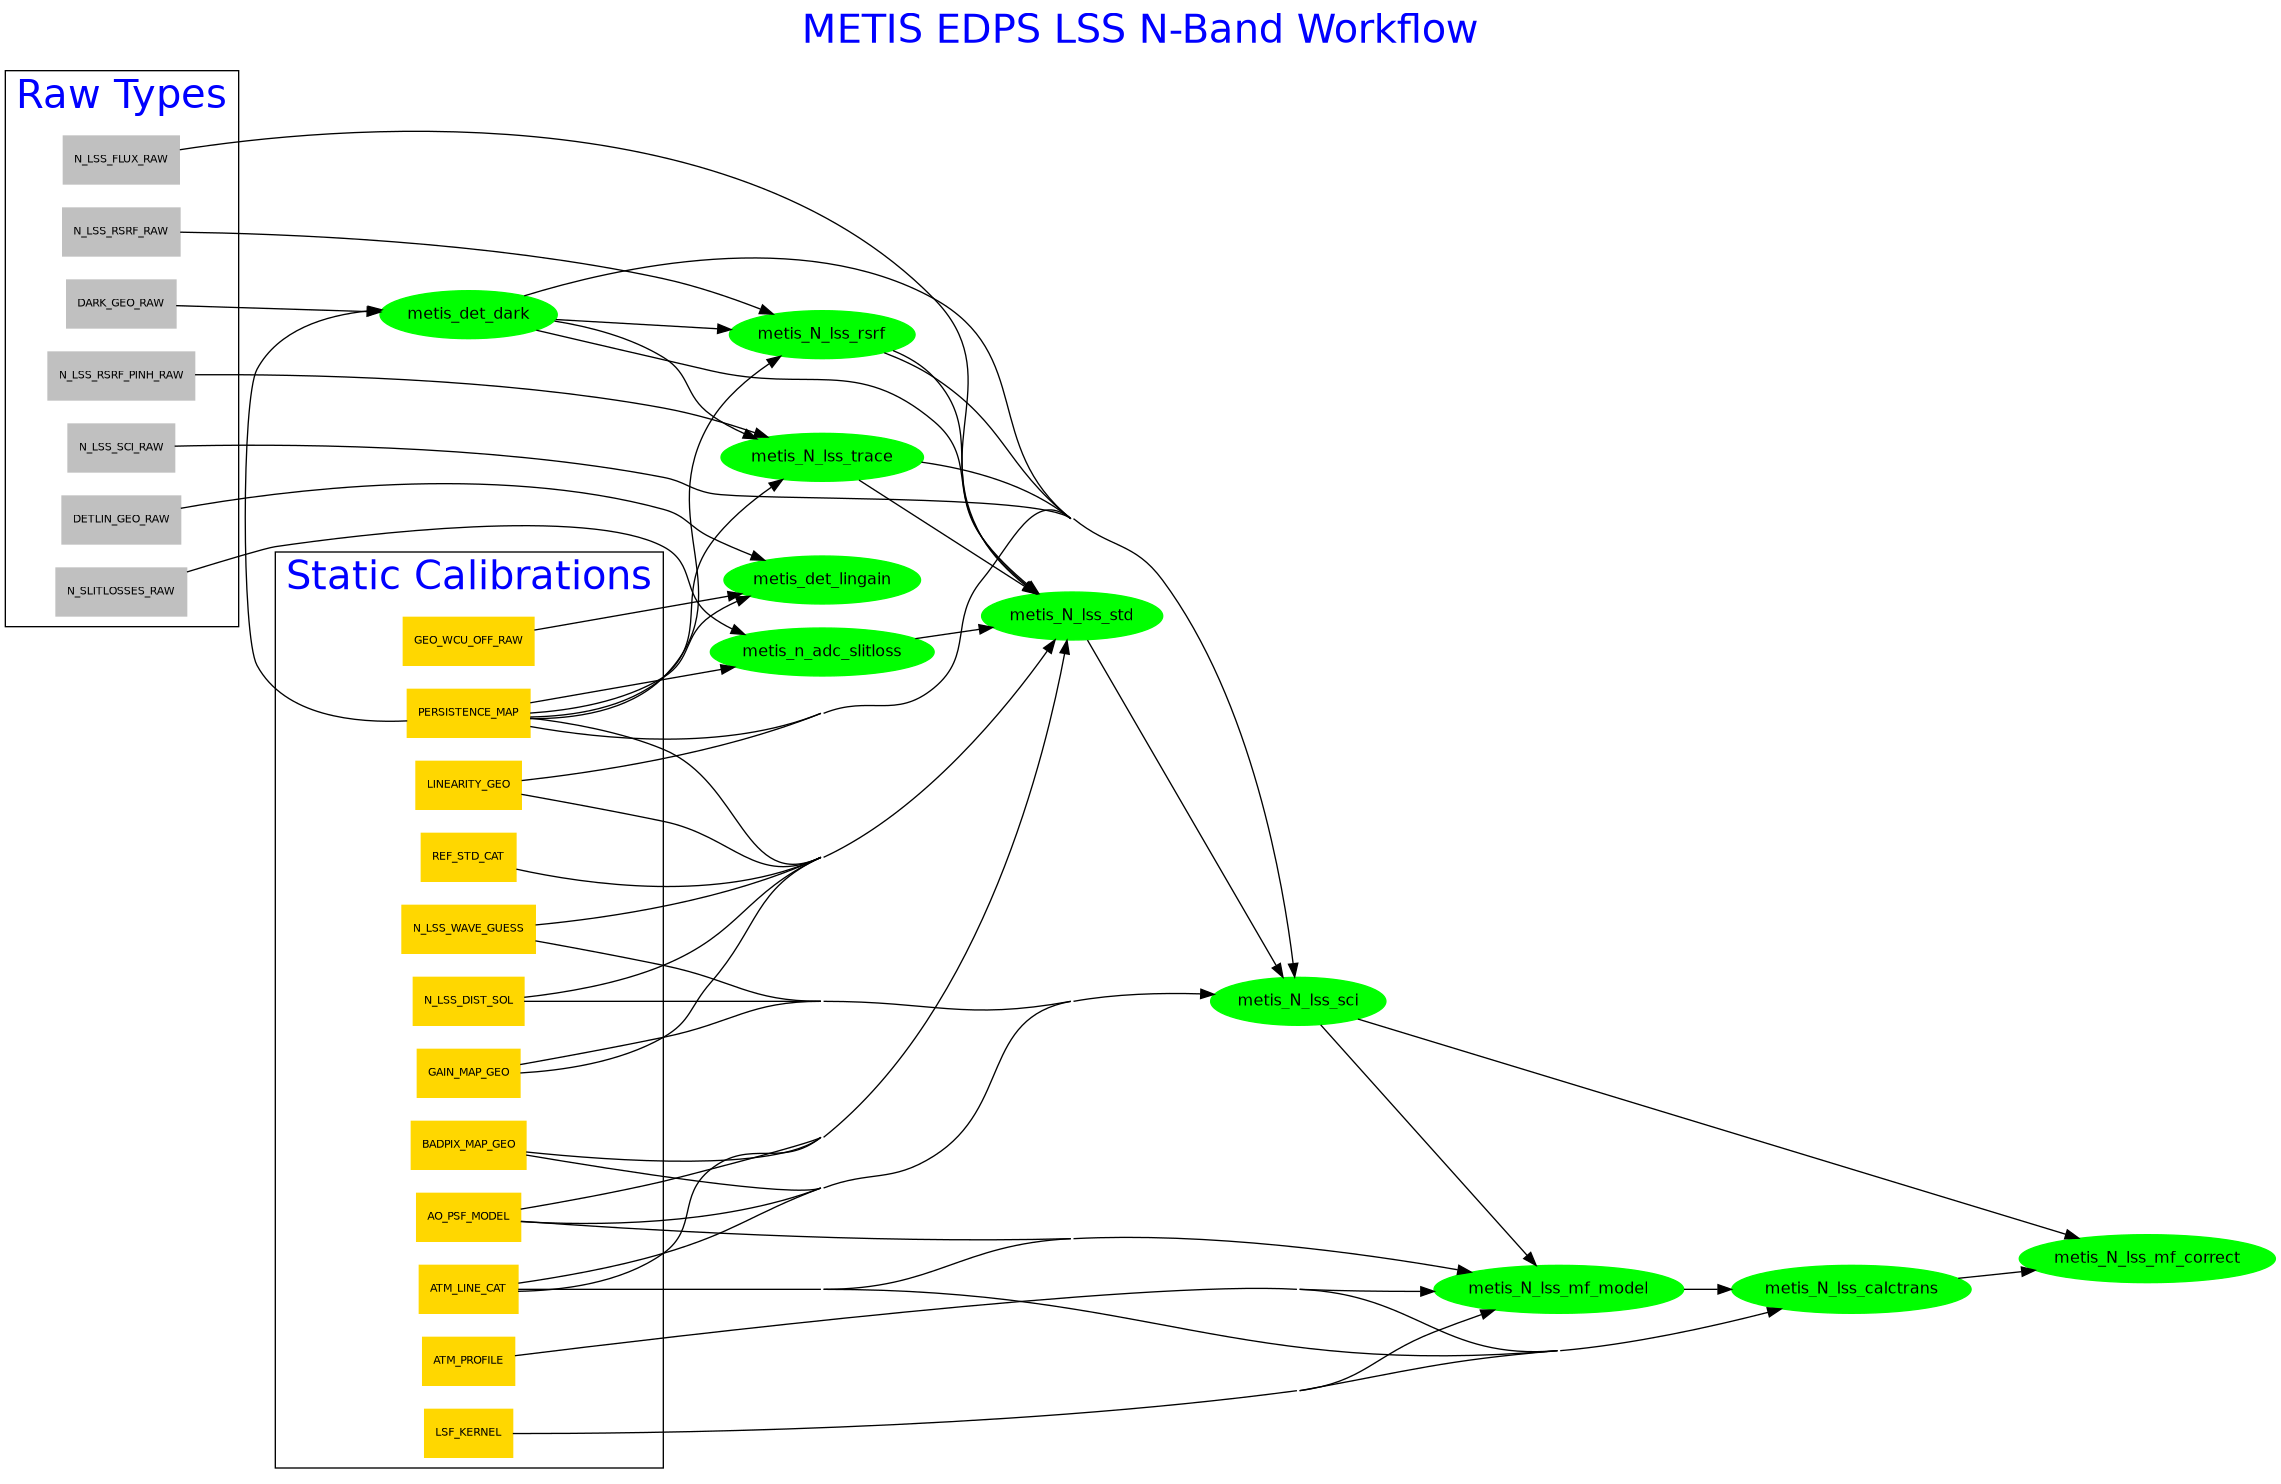 METIS EDPS LSS N-Band Workflow
Raw Types
N_LSS_FLUX_RAW
N_LSS_RSRF_RAW
DARK_GEO_RAW
N_LSS_RSRF_PINH_RAW
N_LSS_SCI_RAW
DETLIN_GEO_RAW
N_SLITLOSSES_RAW
Static Calibrations
GEO_WCU_OFF_RAW
PERSISTENCE_MAP
LINEARITY_GEO
REF_STD_CAT
N_LSS_WAVE_GUESS
N_LSS_DIST_SOL
GAIN_MAP_GEO
BADPIX_MAP_GEO
AO_PSF_MODEL
ATM_LINE_CAT
ATM_PROFILE
LSF_KERNEL
metis_det_dark
metis_N_lss_rsrf
metis_N_lss_trace
metis_det_lingain
metis_n_adc_slitloss
metis_N_lss_std
metis_N_lss_sci
metis_N_lss_mf_model
metis_N_lss_calctrans
metis_N_lss_mf_correct